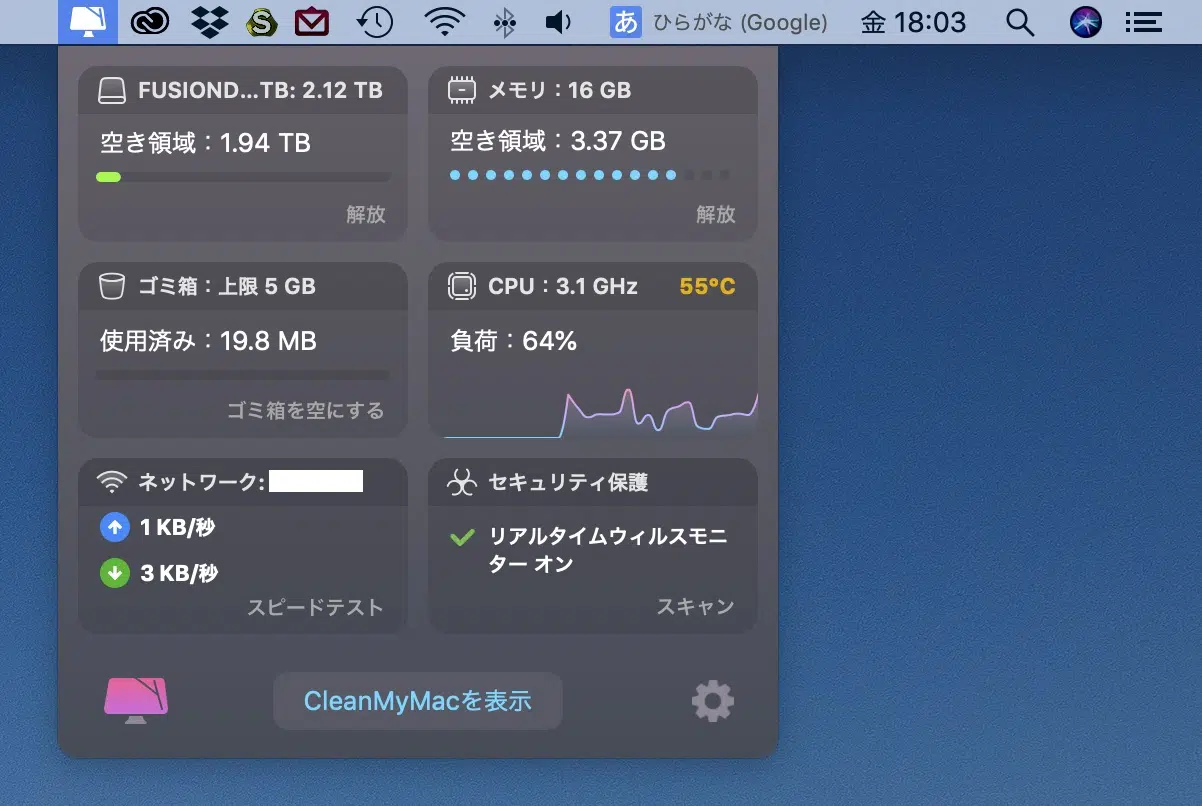 あ ひらがな (Google) 金 18:03
FUSIOND...TB: 2.12 TB
空き領域：1.94 TB
解放
メモリ：16 GB
空き領域：3.37 GB
解放
ゴミ箱：上限 5 GB
使用済み：19.8 MB
ゴミ箱を空にする
CPU：3.1 GHz 55°C
負荷：64%
ネットワーク:
1 KB/秒
3 KB/秒
スピードテスト
セキュリティ保護
リアルタイムウィルスモニ
ター オン
スキャン
CleanMyMacを表示